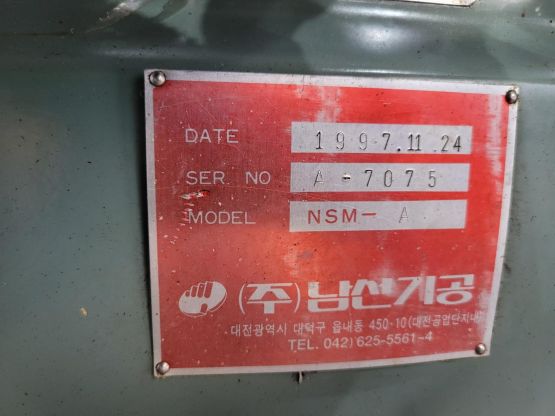 DATE 1997.11.24
SER. NO A-7075
MODEL NSM- A
(주)남선기공
대전광역시 대덕구 읍내동 450-10(대전공업단지내)
TEL. 042)625-5561-4